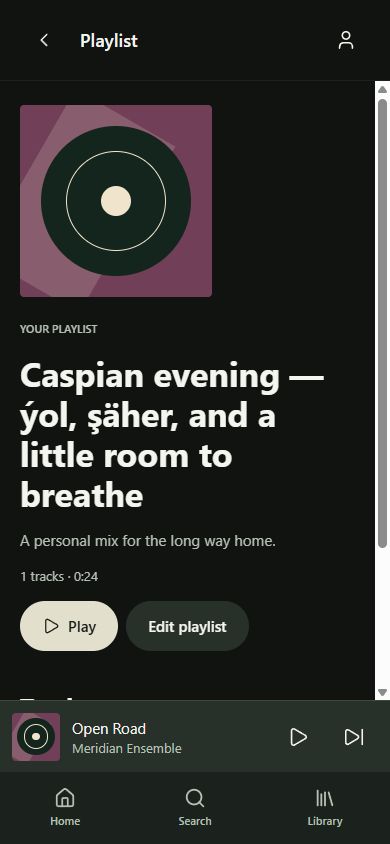 Playlist
YOUR PLAYLIST
Caspian evening —
ýol, şäher, and a
little room to
breathe
A personal mix for the long way home.
1 tracks · 0:24
Play
Edit playlist
Open Road
Meridian Ensemble
Home
Search
Library